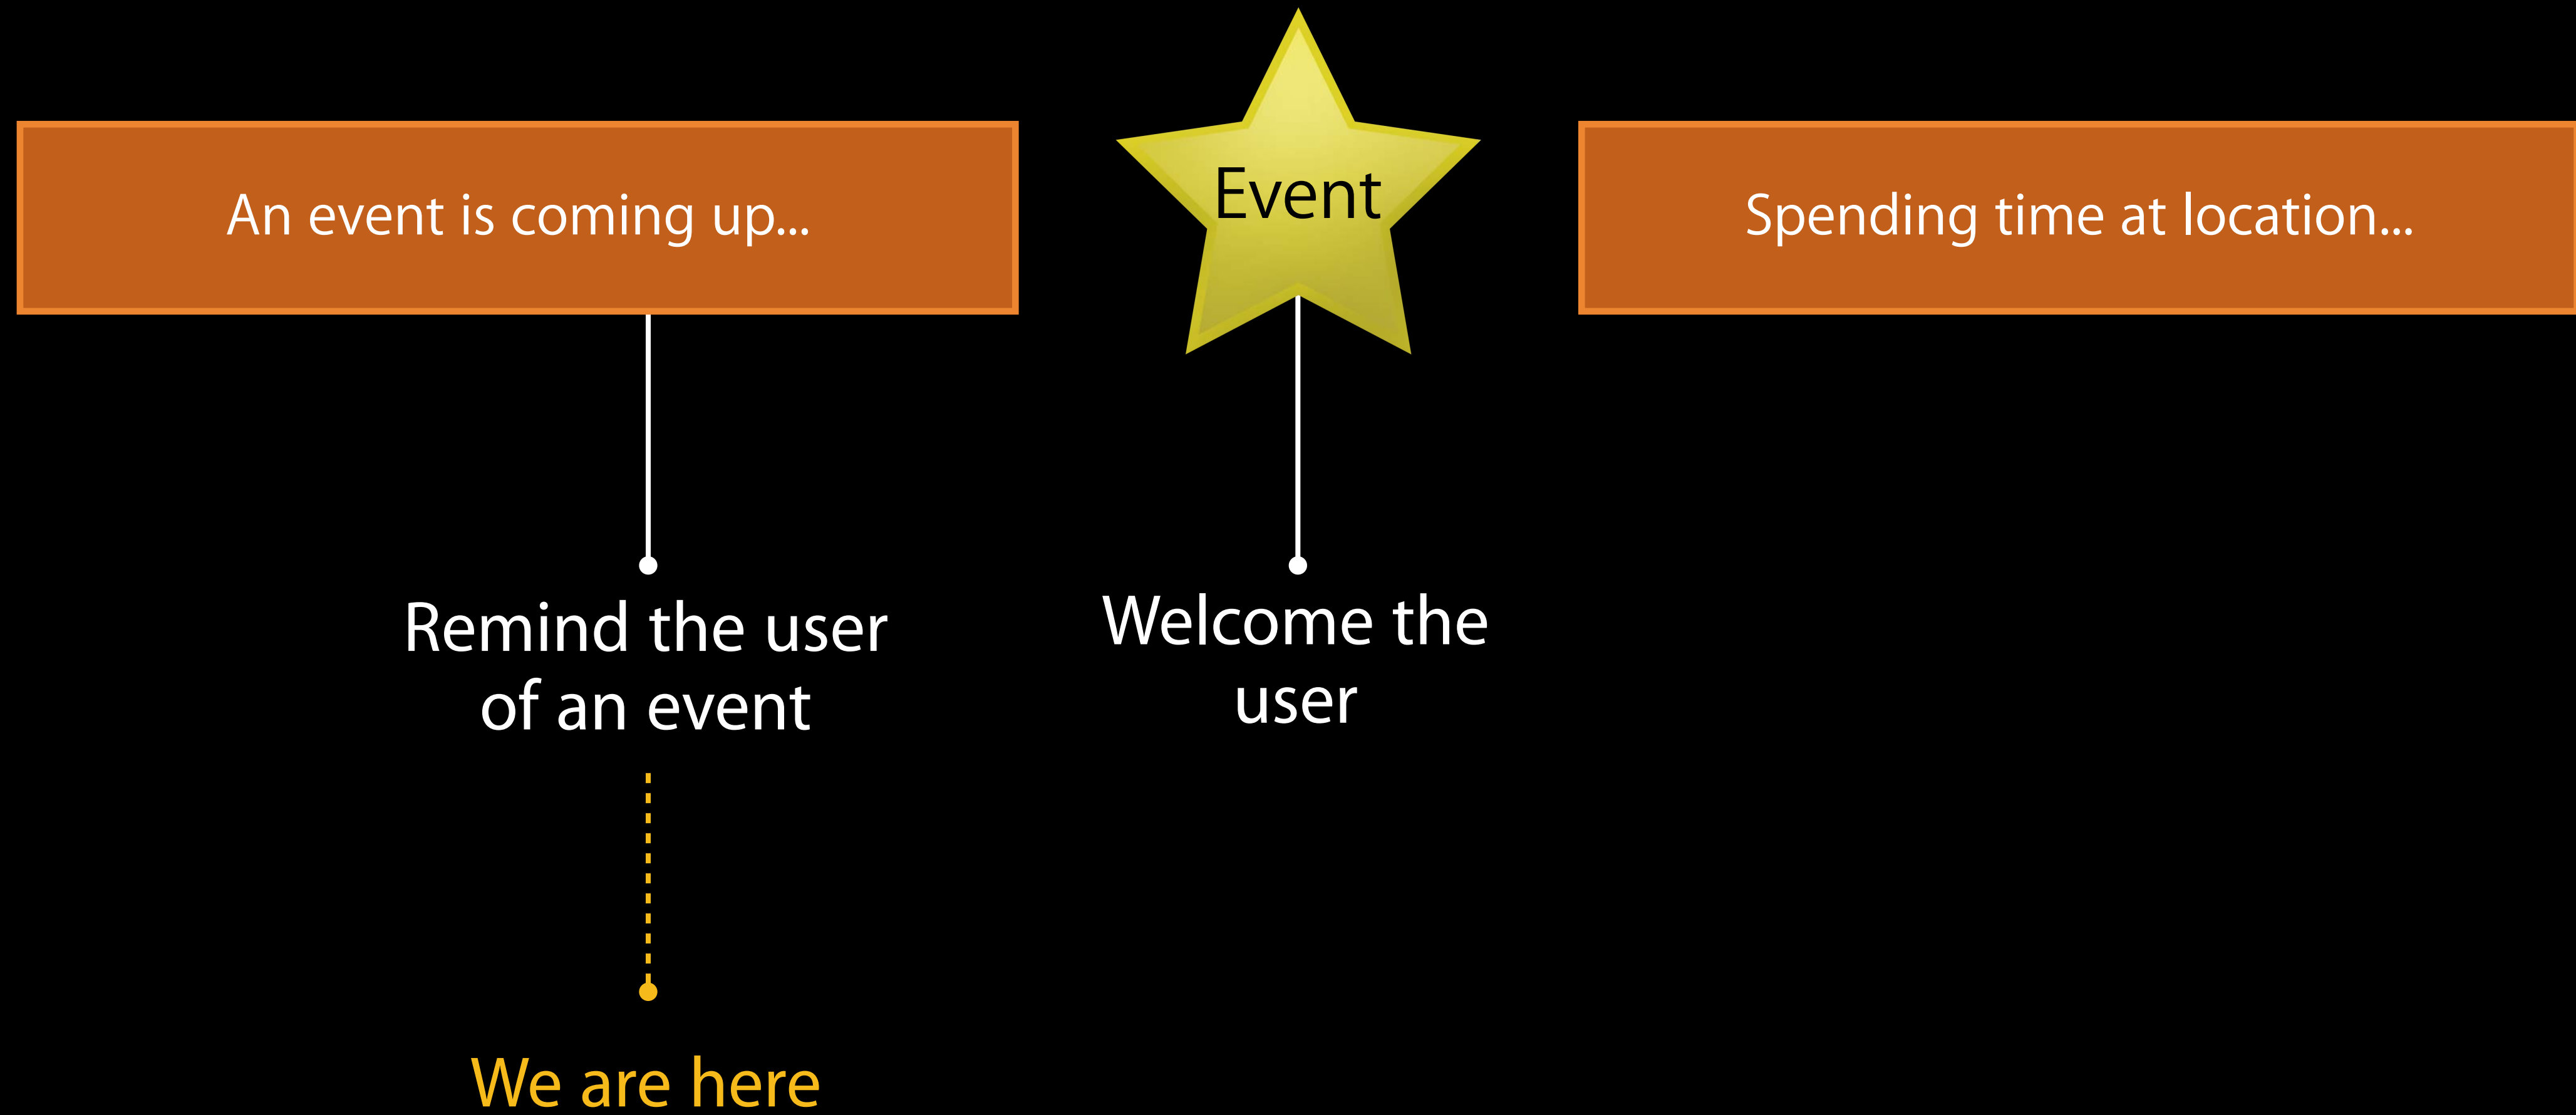 An event is coming up...
Event
Spending time at location...
Remind the user
of an event
Welcome the
user
We are here